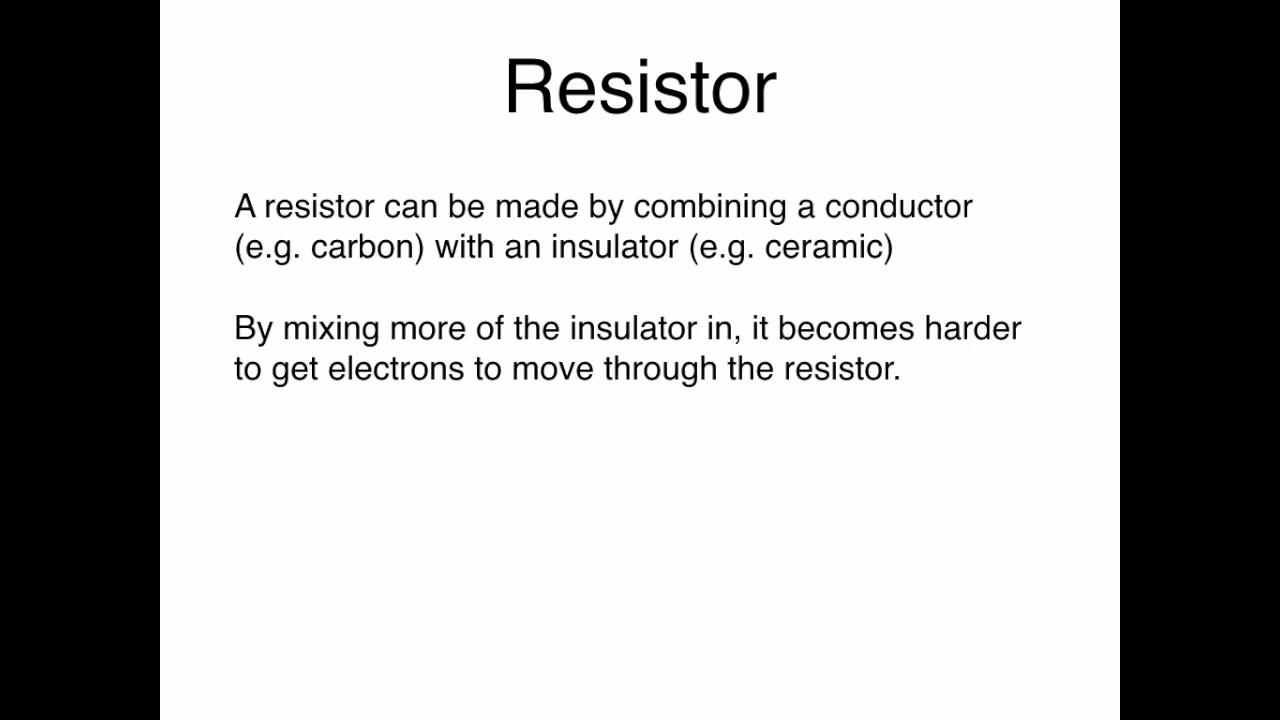 Resistor
A resistor can be made by combining a conductor
(e.g. carbon) with an insulator (e.g. ceramic)
By mixing more of the insulator in, it becomes harder
to get electrons to move through the resistor.